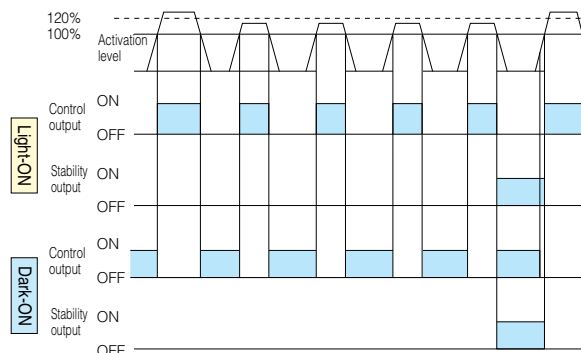 120%
100%
Activation
level
Light-ON
Control
output
ON
OFF
Stability
output
ON
OFF
Dark-ON
Control
output
ON
OFF
Stability
output
ON
OFF